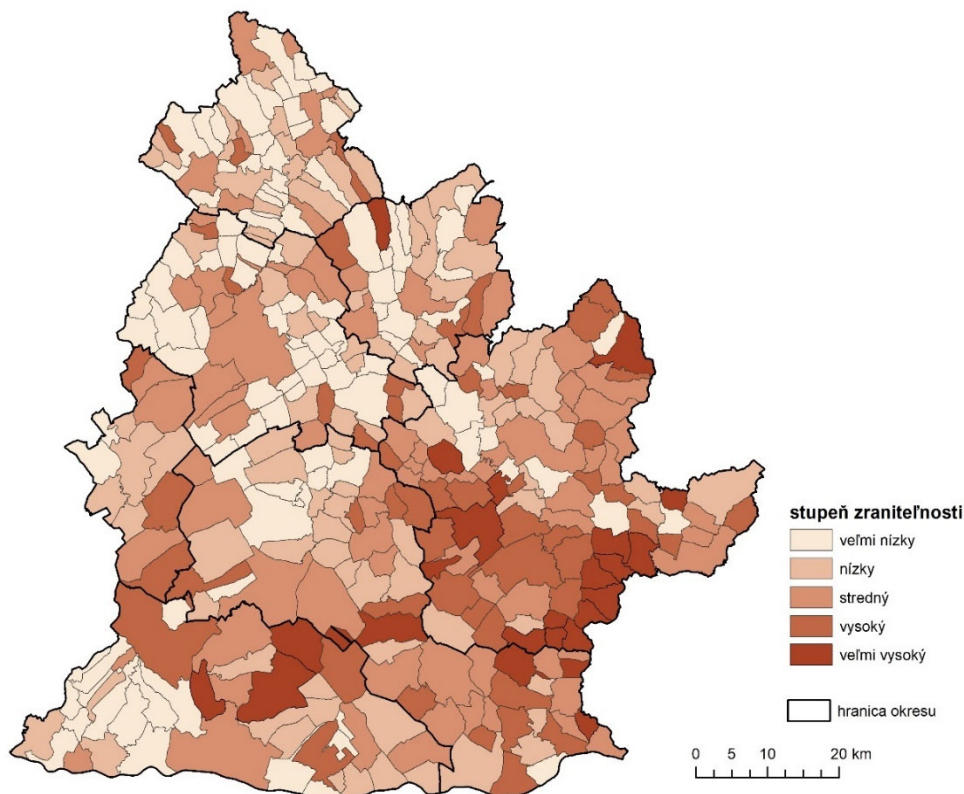 stupeň zraniteľnosti
veľmi nízky
nízky
stredný
vysoký
veľmi vysoký
hranica okresu
0 5 10 20 km